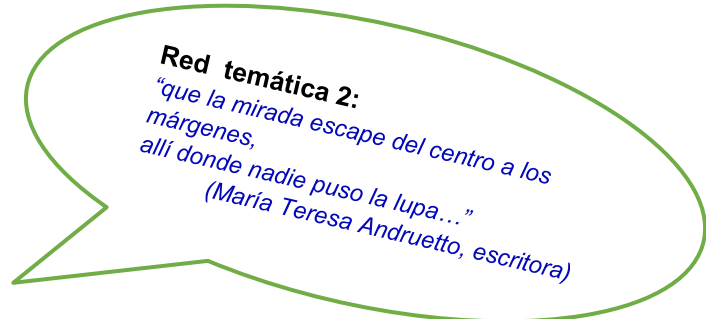 Red temática 2:
“que la mirada escape del centro a los
márgenes,
allí donde nadie puso la lupa…”
(María Teresa Andruetto, escritora)